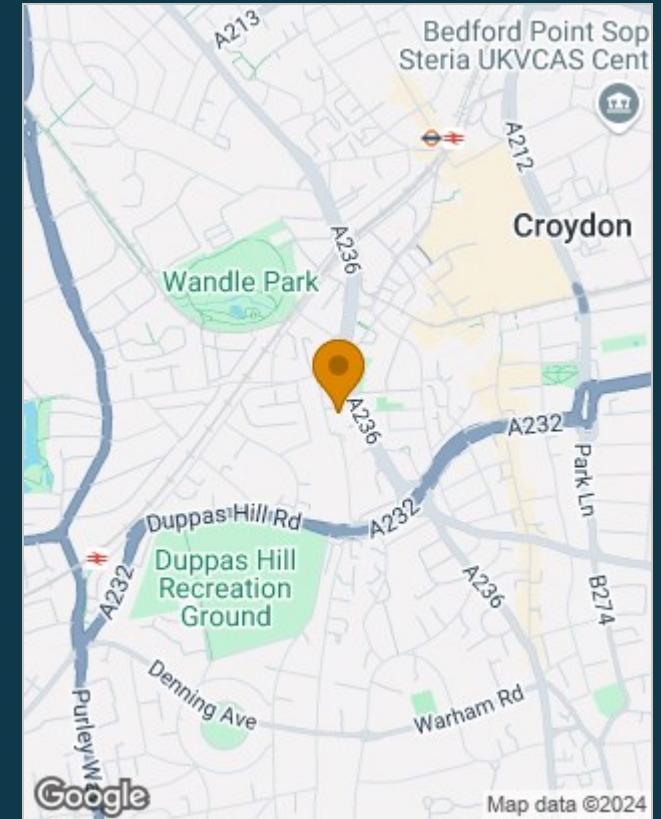 A213
Bedford Point Sop
Steria UKVCAS Cent
A212
Croydon
A236
Wandle Park
A236
A232
Park Ln
Duppas Hill Rd
A232
Duppas Hill
Recreation
Ground
A232
A236
B274
Denning Ave
Warham Rd
Purley Wa
Google
Map data ©2024